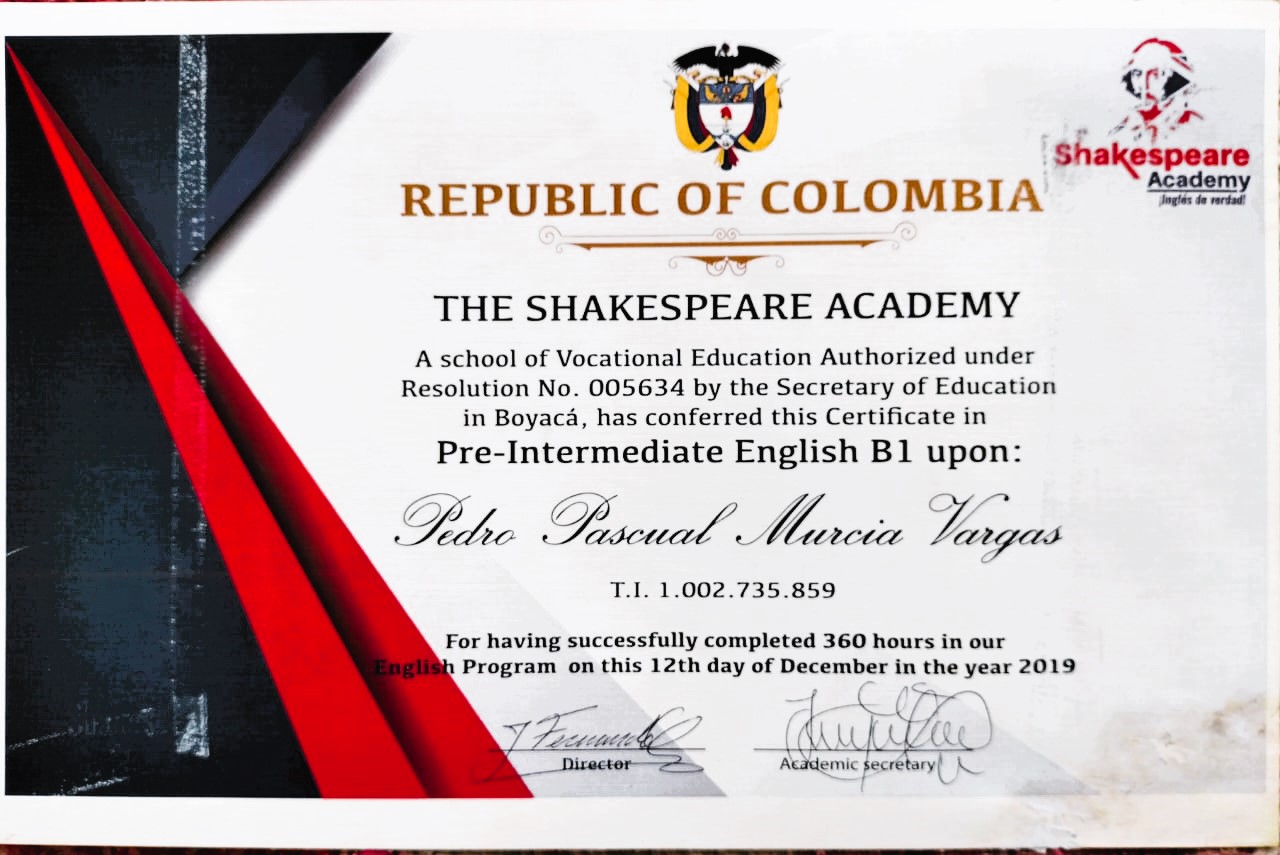 Shakespeare
Academy
¡Inglés de verdad!
REPUBLIC OF COLOMBIA
THE SHAKESPEARE ACADEMY
A school of Vocational Education Authorized under
Resolution No. 005634 by the Secretary of Education
in Boyacá, has conferred this Certificate in
Pre-Intermediate English B1 upon:
Pedro Pascual Murcia Vargas
T.I. 1.002.735.859
For having successfully completed 360 hours in our
English Program on this 12th day of December in the year 2019
Director
Academic secretary